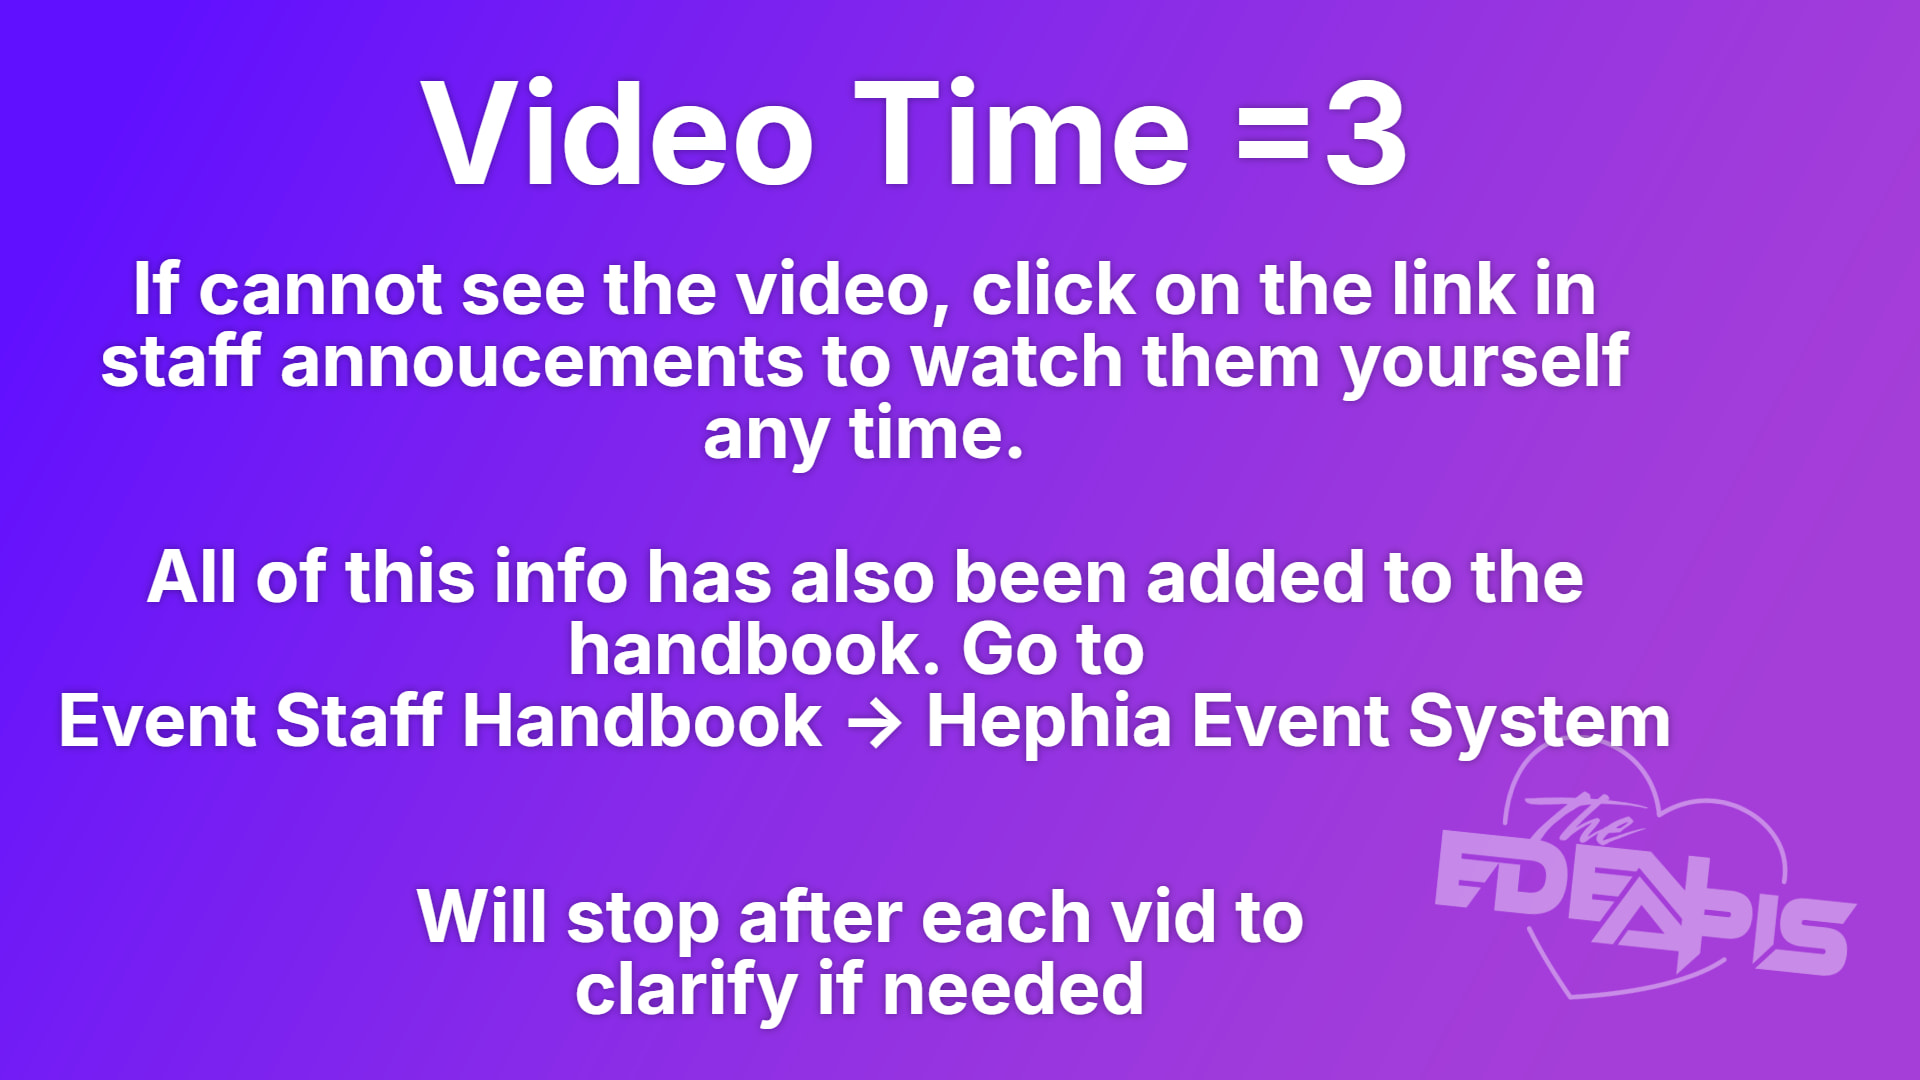 Video Time =3
If cannot see the video, click on the link in
staff annoucements to watch them yourself
any time.
All of this info has also been added to the
handbook. Go to
Event Staff Handbook → Hephia Event System
Will stop after each vid to
clarify if needed
The
EDENAPIS